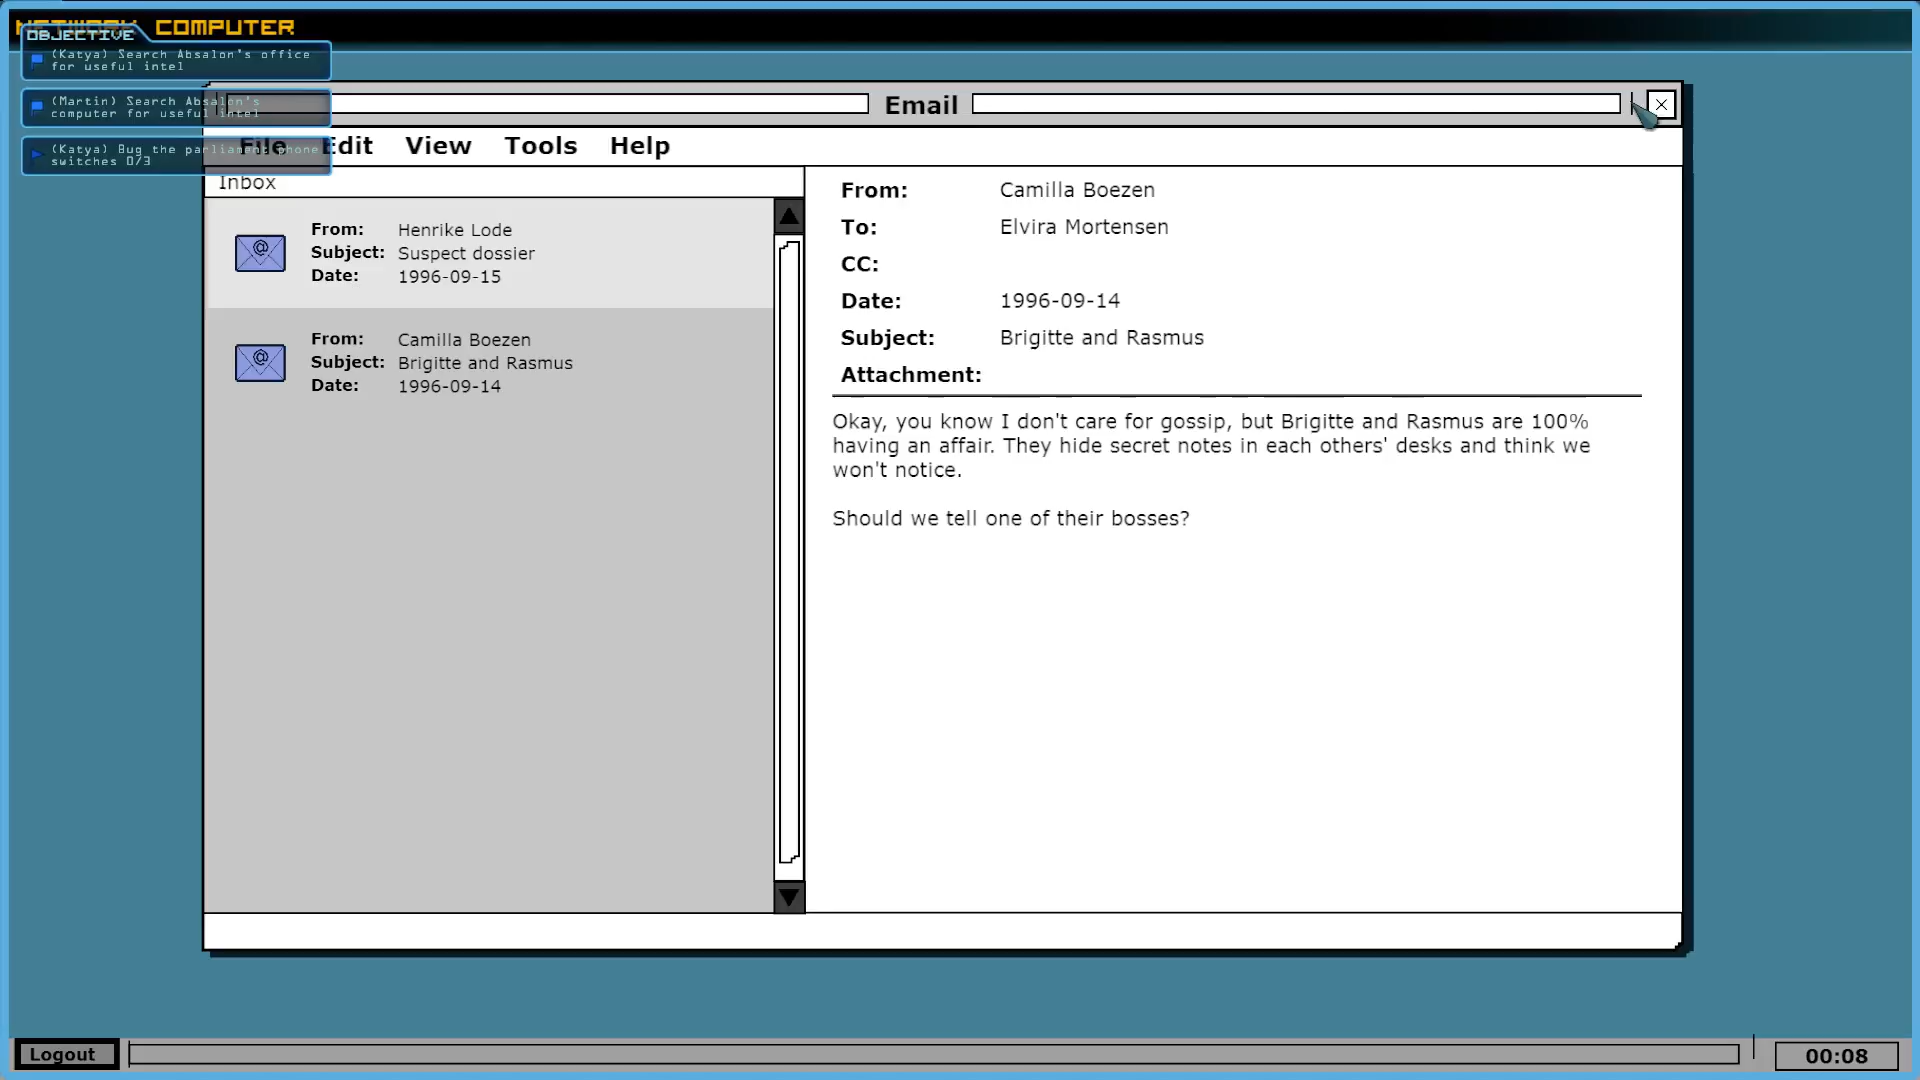 NETWORK COMPUTER
OBJECTIVE
(Katya) Search Absalon's office
for useful intel
(Martin) Search Absalon's
computer for useful intel
(Katya) Bug the parliament phone
switches 0/3
Email
File Edit View Tools Help
Inbox
From: Henrike Lode
Subject: Suspect dossier
Date: 1996-09-15
From: Camilla Boezen
Subject: Brigitte and Rasmus
Date: 1996-09-14
From: Camilla Boezen
To: Elvira Mortensen
CC:
Date: 1996-09-14
Subject: Brigitte and Rasmus
Attachment:
Okay, you know I don't care for gossip, but Brigitte and Rasmus are 100%
having an affair. They hide secret notes in each others' desks and think we
won't notice.
Should we tell one of their bosses?
Logout
00:08